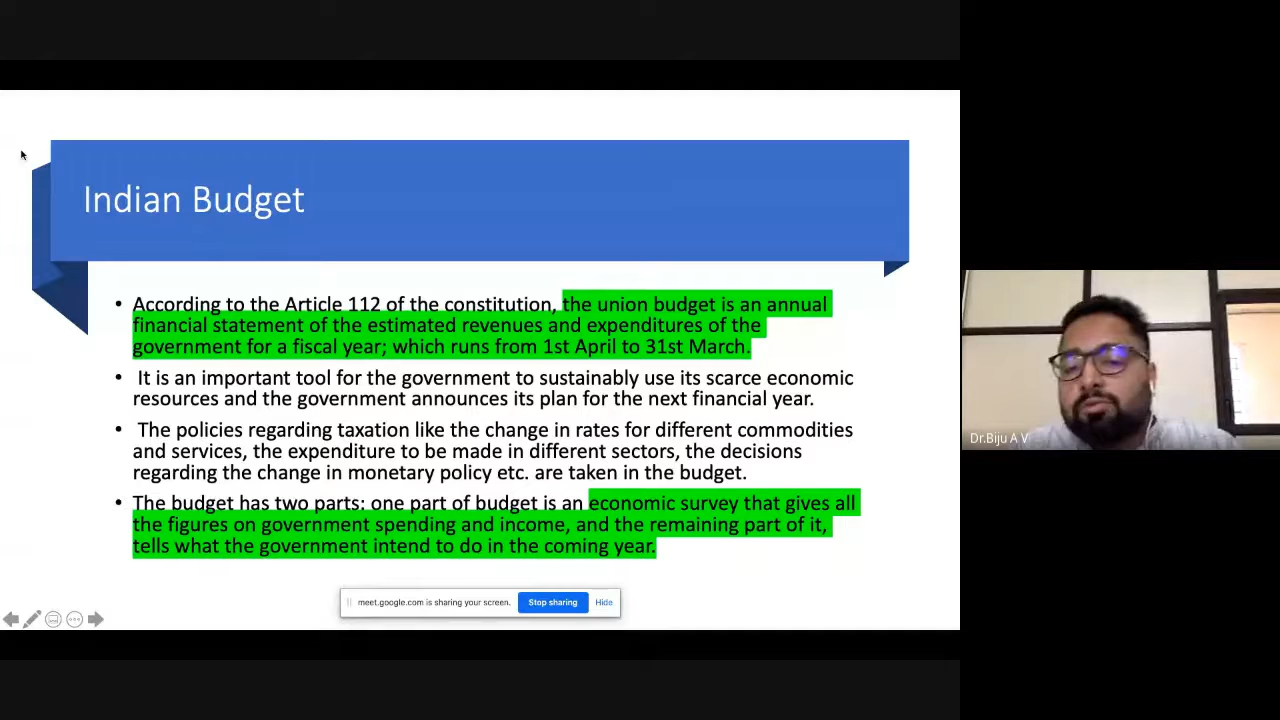 Indian Budget
• According to the Article 112 of the constitution, the union budget is an annual
financial statement of the estimated revenues and expenditures of the
government for a fiscal year; which runs from 1st April to 31st March.
• It is an important tool for the government to sustainably use its scarce economic
resources and the government announces its plan for the next financial year.
• The policies regarding taxation like the change in rates for different commodities
and services, the expenditure to be made in different sectors, the decisions
regarding the change in monetary policy etc. are taken in the budget.
• The budget has two parts: one part of budget is an economic survey that gives all
the figures on government spending and income, and the remaining part of it,
tells what the government intend to do in the coming year.
meet.google.com is sharing your screen. Stop sharing Hide
Dr.Biju A V